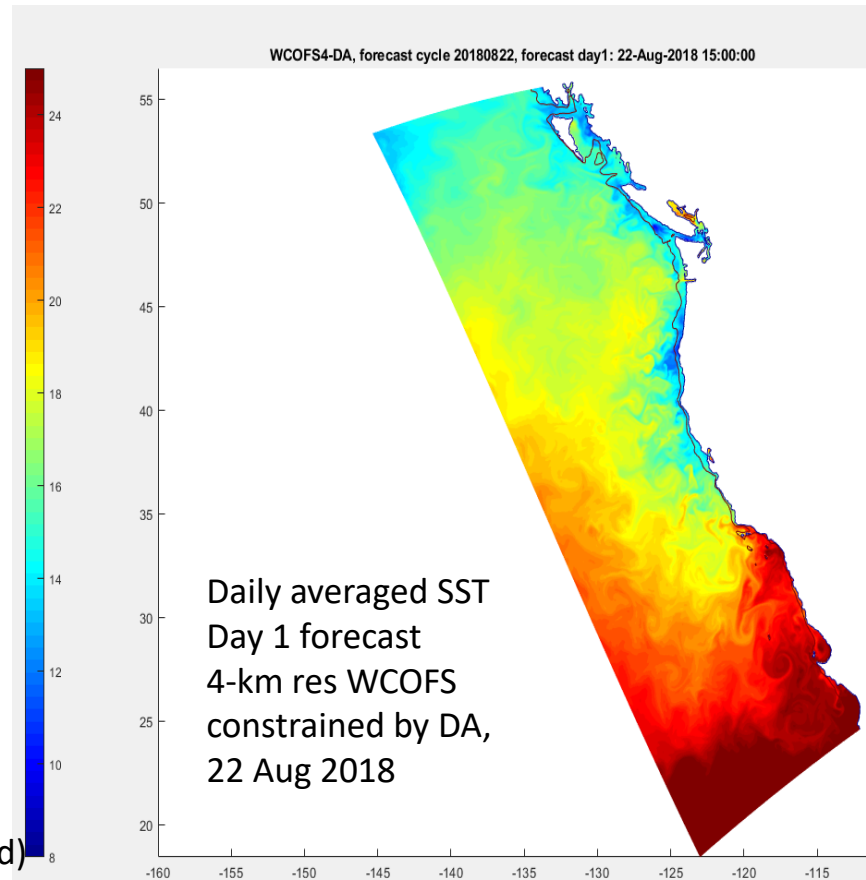 WCOFS4-DA, forecast cycle 20180822, forecast day1: 22-Aug-2018 15:00:00
24
22
20
18
16
14
12
10
8
55
50
45
40
35
30
25
20
Daily averaged SST
Day 1 forecast
4-km res WCOFS
constrained by DA,
22 Aug 2018
d)
-160 -155 -150 -145 -140 -135 -130 -125 -120 -115